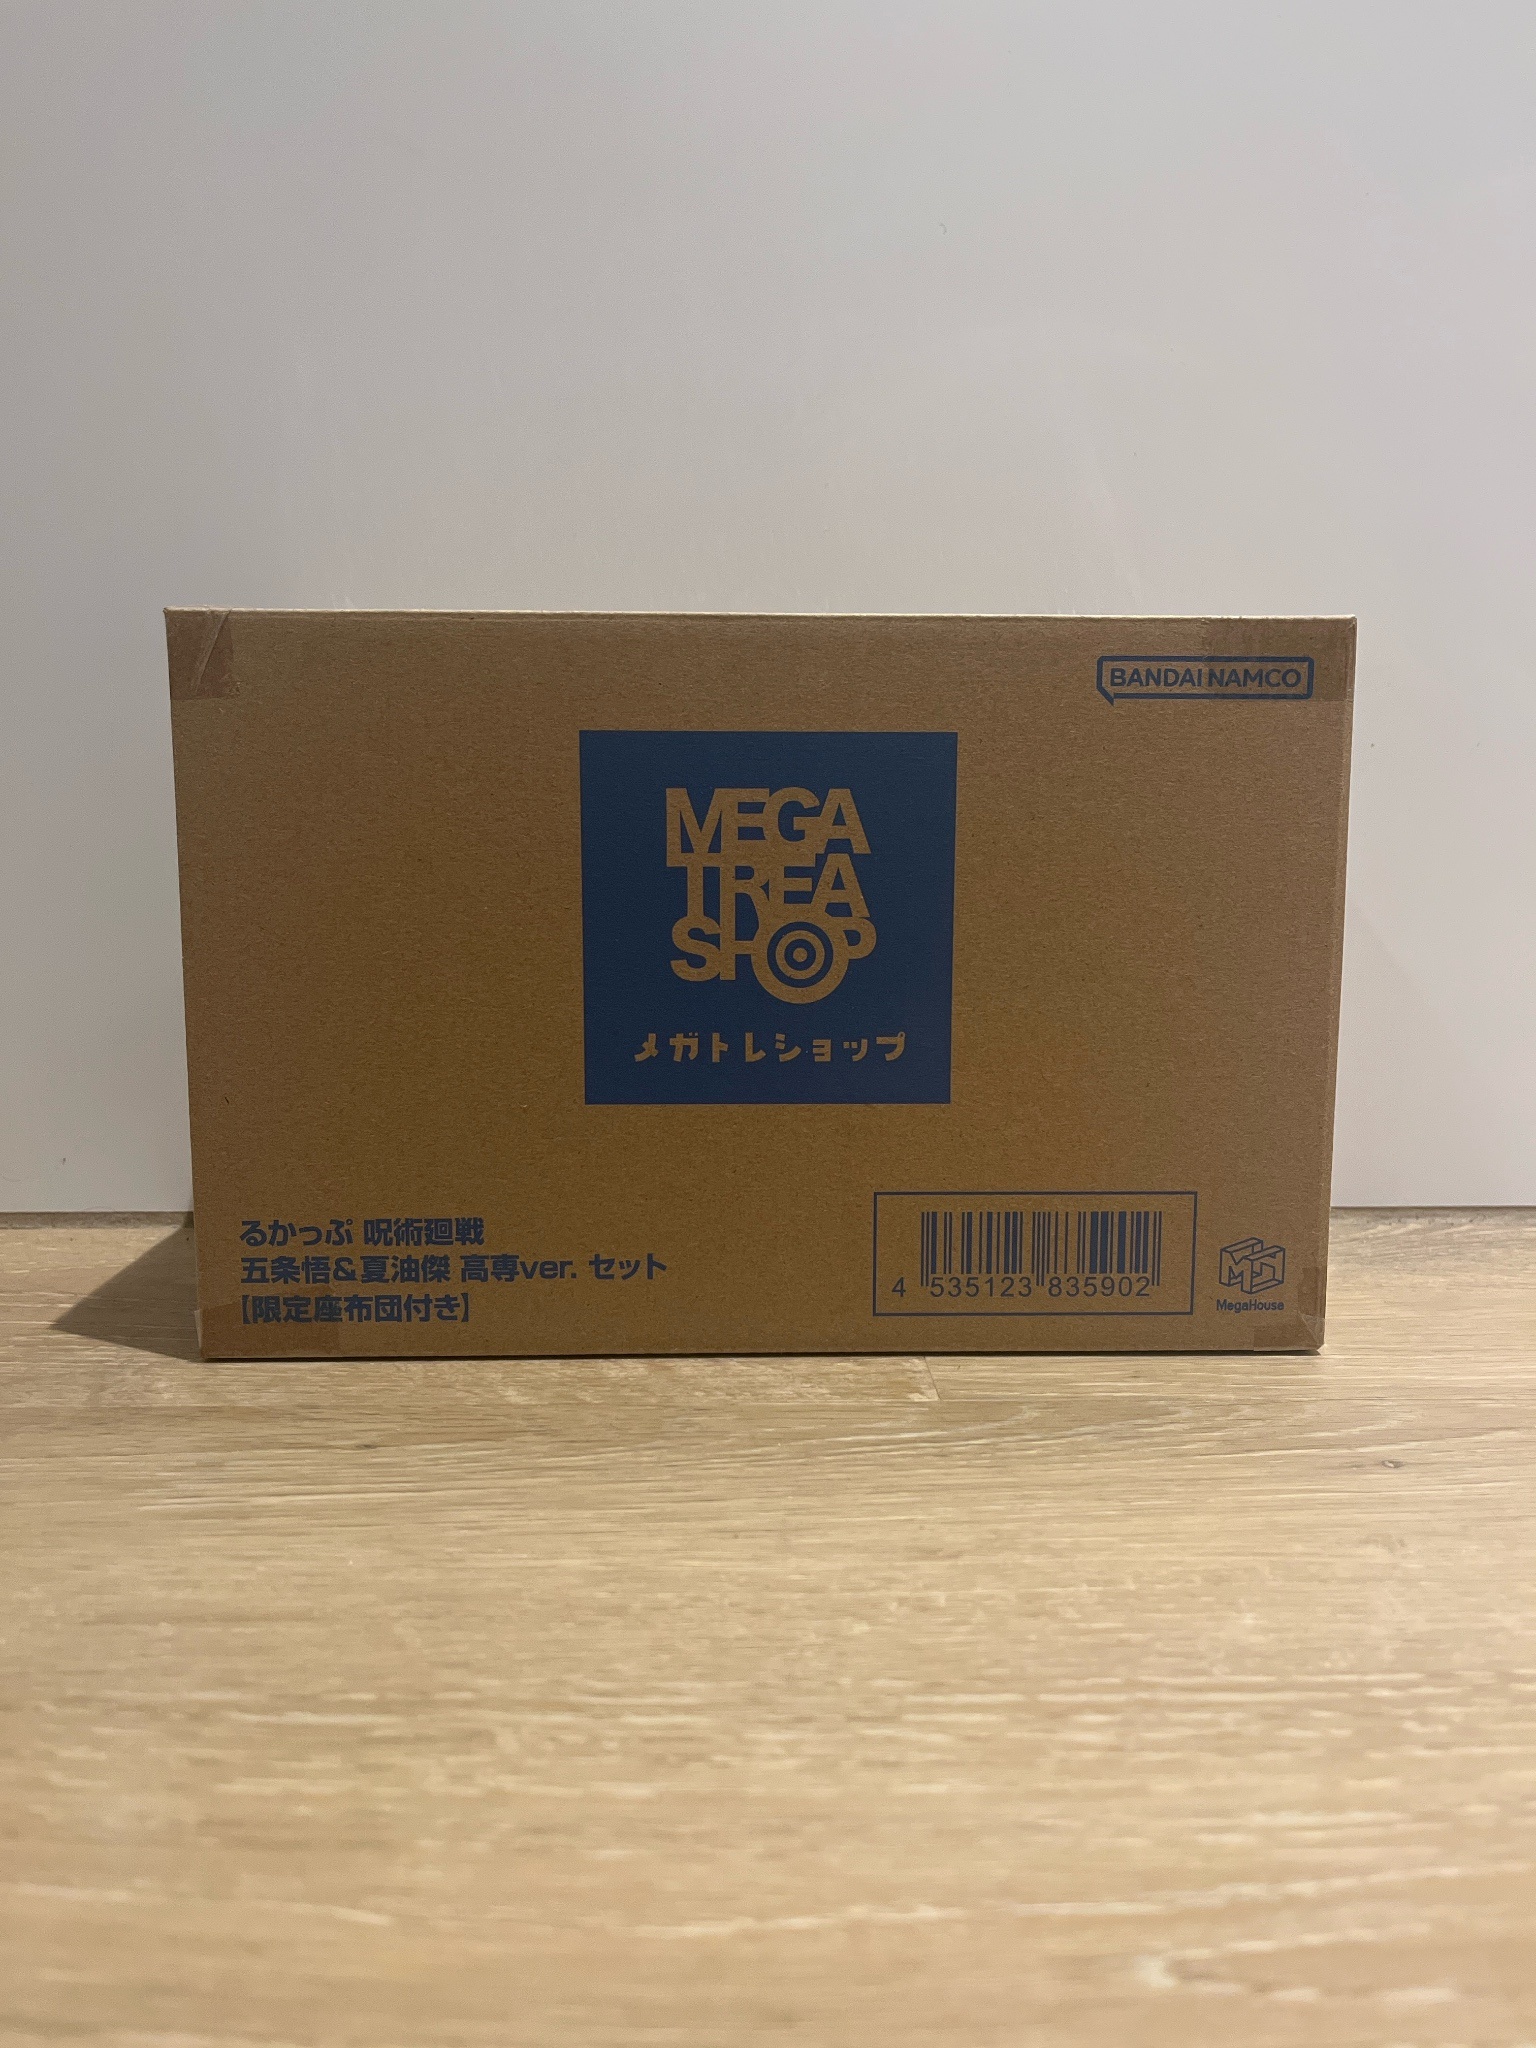 BANDAI NAMCO
MEGA
TREA
SHOP
メガトレショップ
るかっぷ 呪術廻戦
五条悟&夏油傑 高専ver. セット
【限定座布団付き】
4 535123 835902
MegaHouse